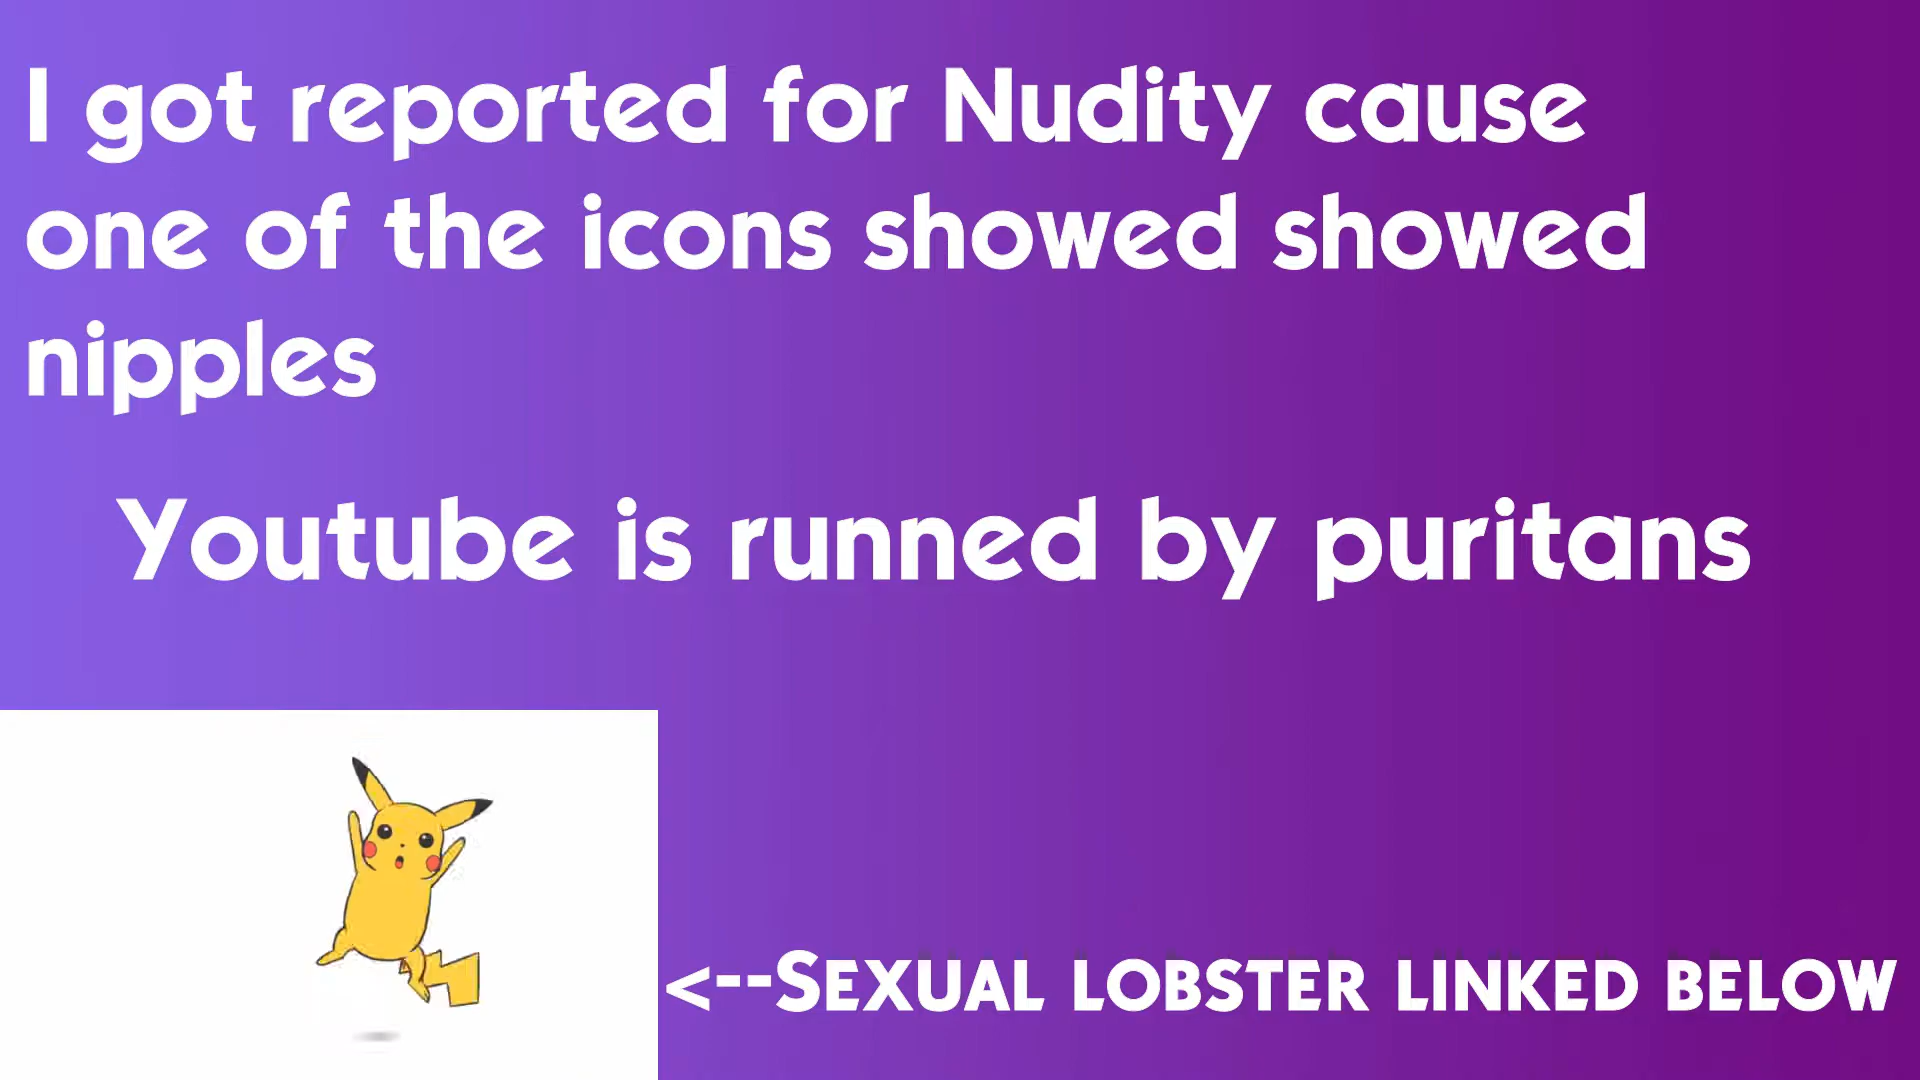 I got reported for Nudity cause
one of the icons showed showed
nipples
Youtube is runned by puritans
<--Sexual lobster linked below